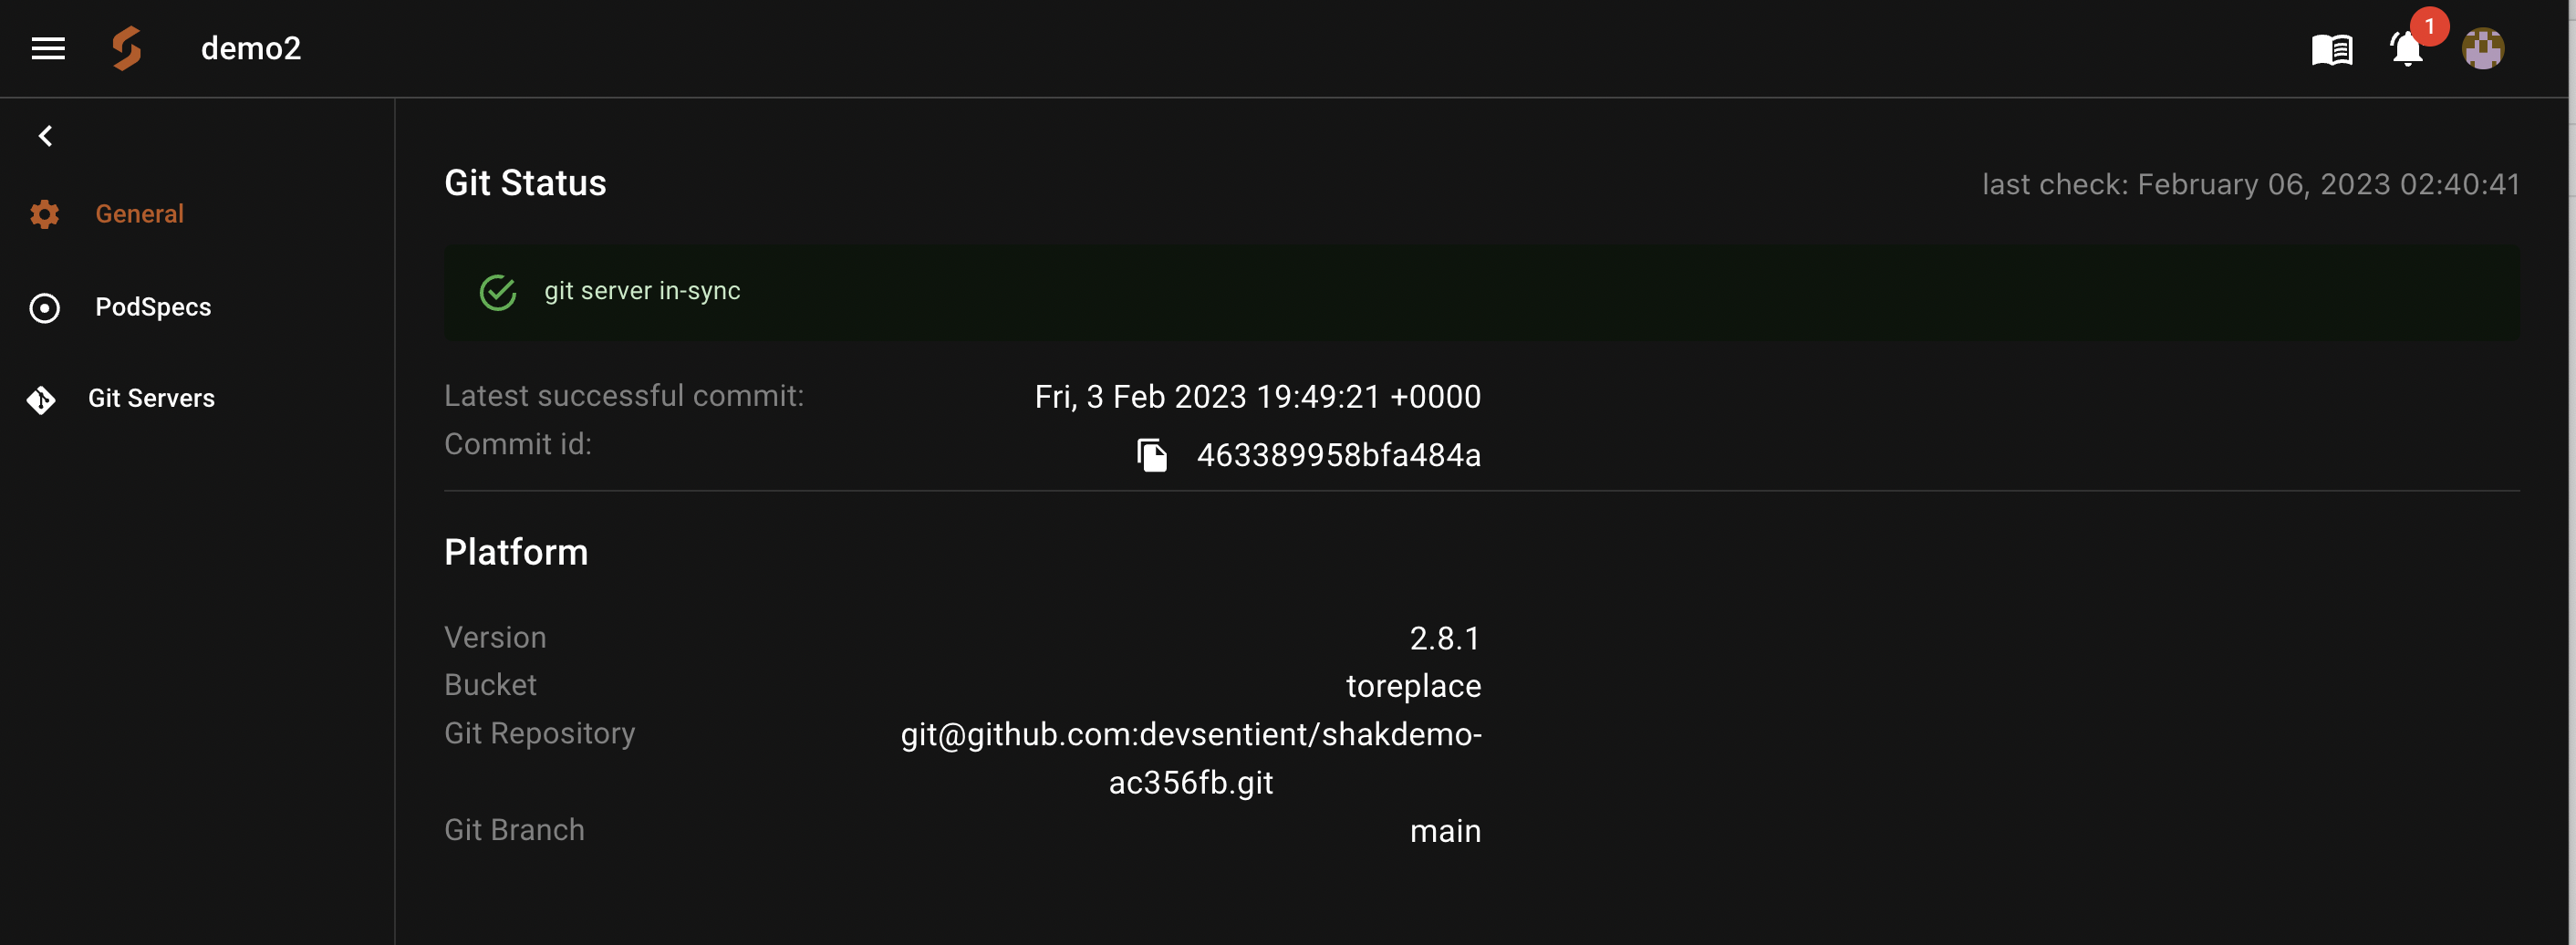 demo2
1
General
PodSpecs
Git Servers
Git Status
last check: February 06, 2023 02:40:41
git server in-sync
Latest successful commit: Fri, 3 Feb 2023 19:49:21 +0000
Commit id: 463389958bfa484a
Platform
Version 2.8.1
Bucket toreplace
Git Repository git@github.com:devsentient/shakdemo-
ac356fb.git
Git Branch main